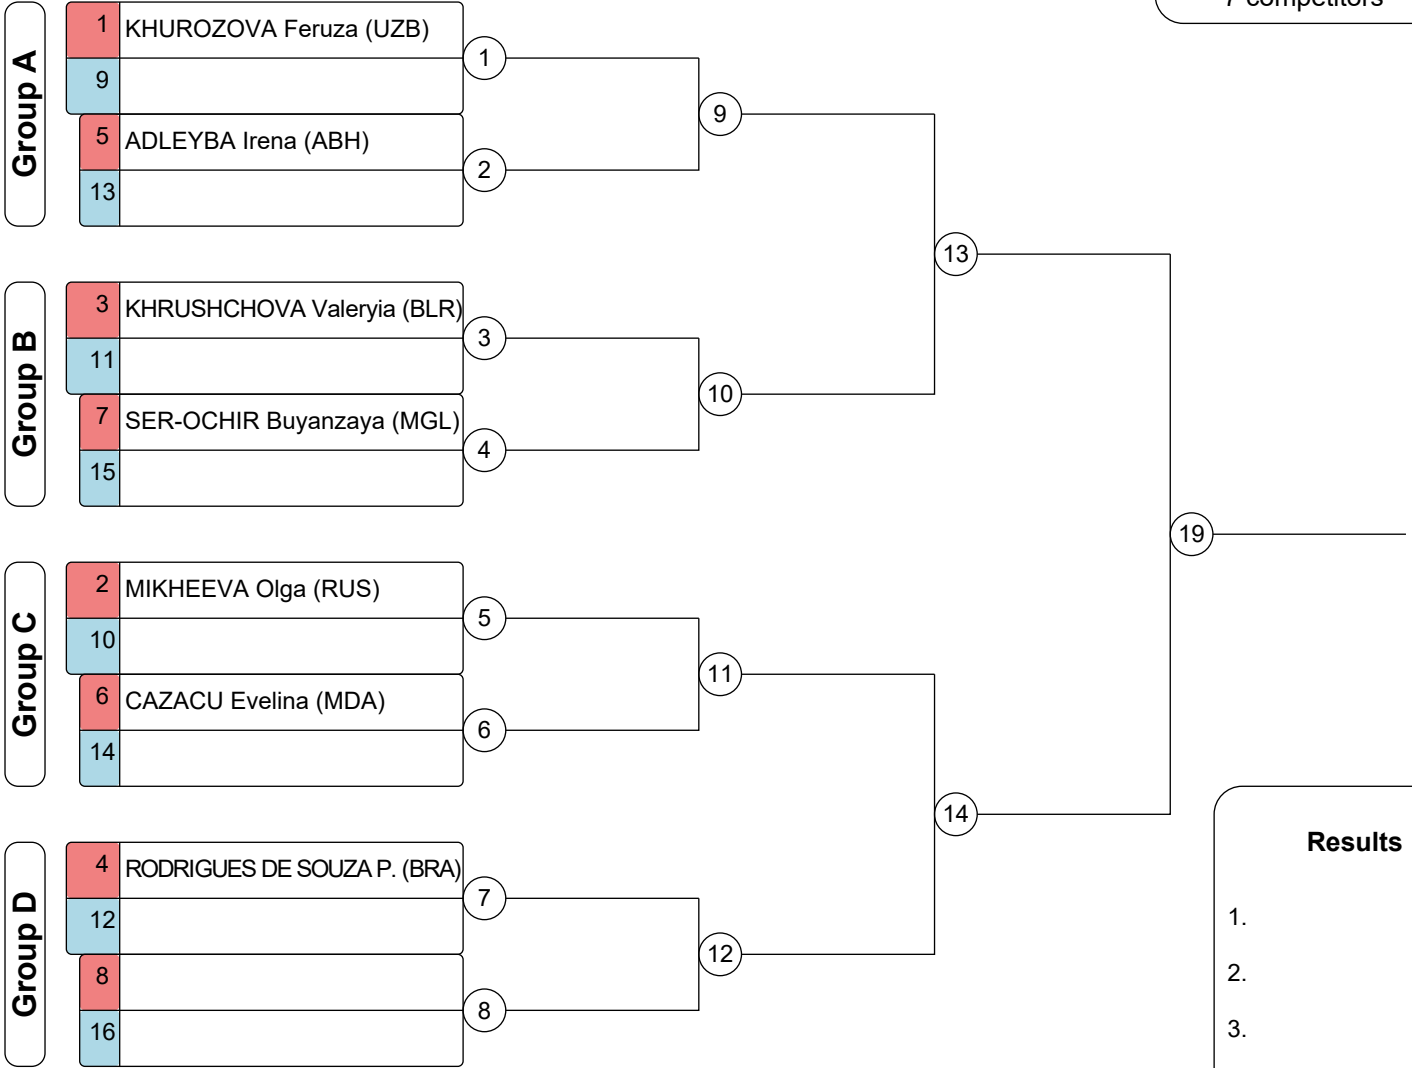 7 competitors
Group A
1 KHUROZOVA Feruza (UZB)
9
5 ADLEYBA Irena (ABH)
13
1
2
9
Group B
3 KHRUSHCHOVA Valeryia (BLR)
11
7 SER-OCHIR Buyanzaya (MGL)
15
3
4
10
13
Group C
2 MIKHEEVA Olga (RUS)
10
6 CAZACU Evelina (MDA)
14
5
6
11
Group D
4 RODRIGUES DE SOUZA P. (BRA)
12
8
16
7
8
12
14
19
Results
1.
2.
3.